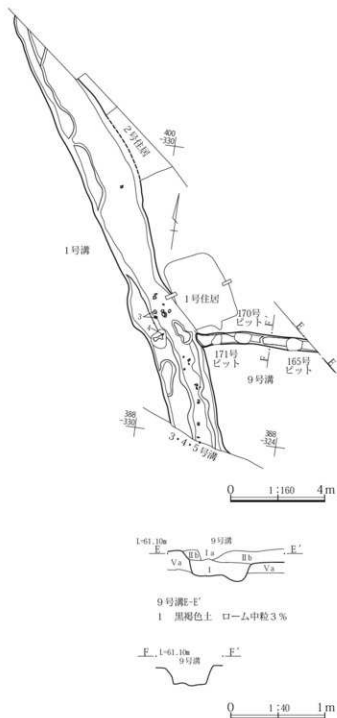 400
-330
2号住居
1号溝
1号住居
3
4
170号
ピット
E'
F'
171号
ピット
F
165号
ピット
E
9号溝
388
-330
388
-324
3・4・5号溝
0 1:160 4m
L=61.10m
9号溝
E E'
Ⅱb Ⅰa Ⅱb
Va 1 Va
9号溝E-E'
1 黒褐色土 ローム中粒3%
L=61.10m
F F'
9号溝
0 1:40 1m